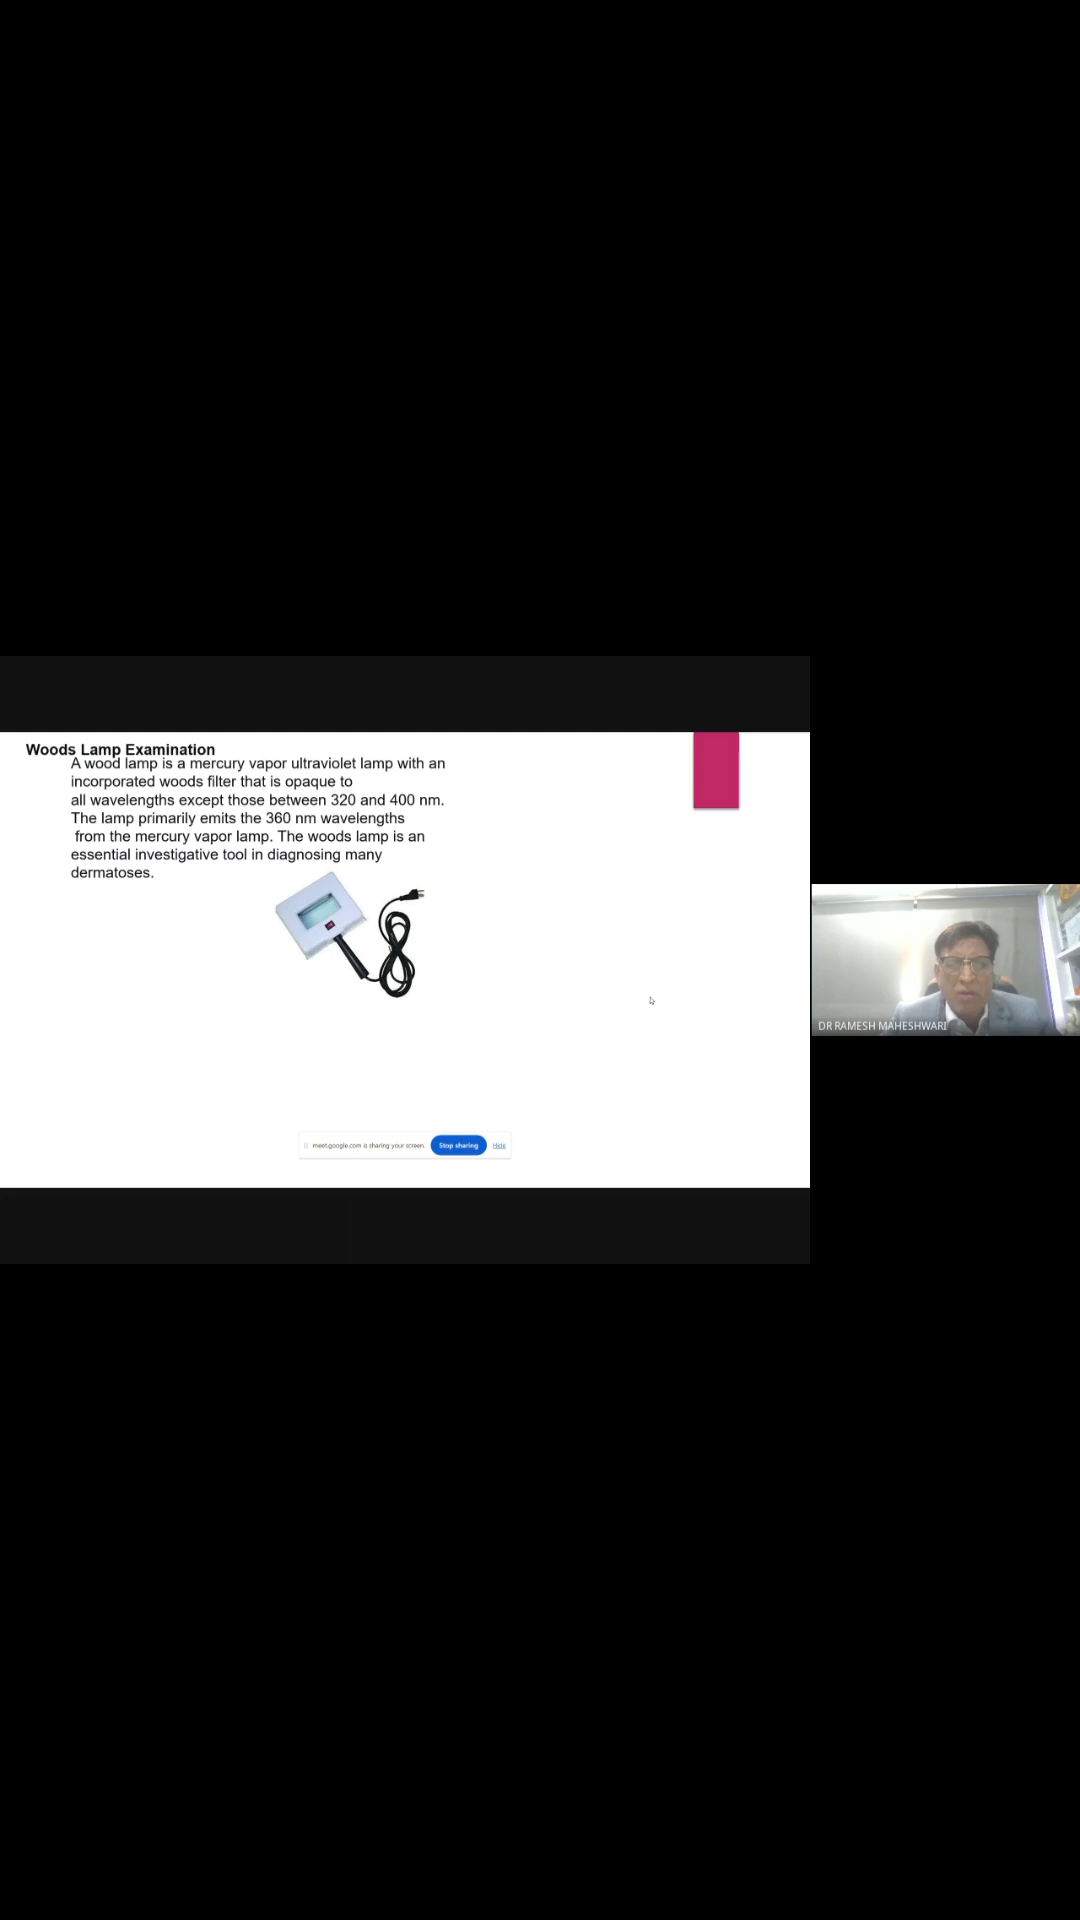 Woods Lamp Examination
A wood lamp is a mercury vapor ultraviolet lamp with an
incorporated woods filter that is opaque to
all wavelengths except those between 320 and 400 nm.
The lamp primarily emits the 360 nm wavelengths
from the mercury vapor lamp. The woods lamp is an
essential investigative tool in diagnosing many
dermatoses.
DR RAMESH MAHESHWARI
meet.google.com is sharing your screen. Stop sharing Hide